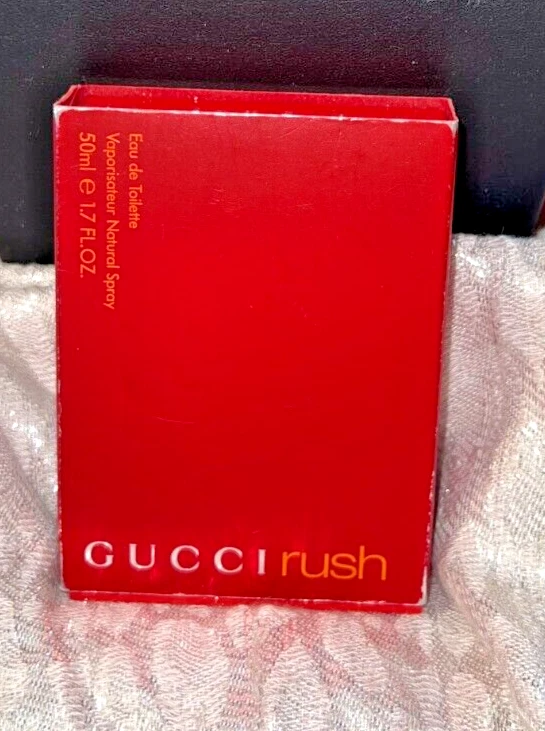 Eau de Toilette
Vaporisateur Natural Spray
50ml e 1.7 FL.OZ.
GUCCI rush